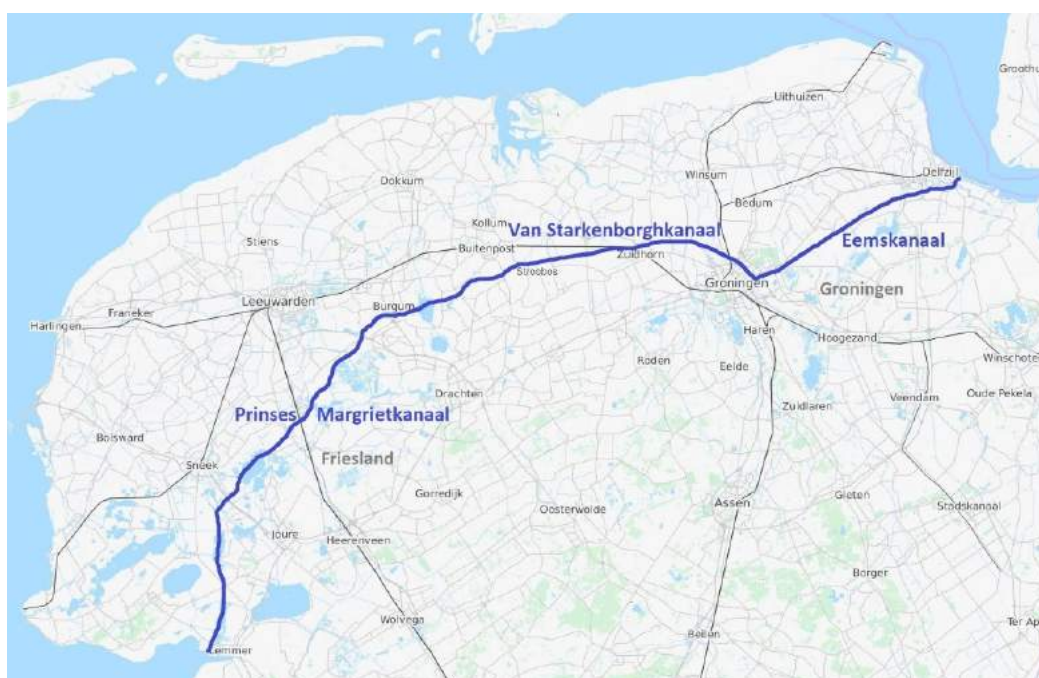 Groothu
Uithuizen
Delfzijl
Winsum
Dokkum
Bedum
Kollum
Van Starkenborghkanaal
Stiens
Buitenpost
Eemskanaal
Zuidhorn
Stroobos
Groningen
Groningen
Leeuwarden
Burgum
Franeker
Harlingen
Haren
Hoogezand
Roden
Eelde
Winschote
Drachten
Veendam
Oude Pekela
Zuidlaren
Prinses Margrietkanaal
Bolsward
Friesland
Sneek
Gorredijk
Gieten
Assen
Stadskanaal
Oosterwolde
Joure
Heerenveen
Borger
Wolvega
Ter Ap
Beilen
Lemmer